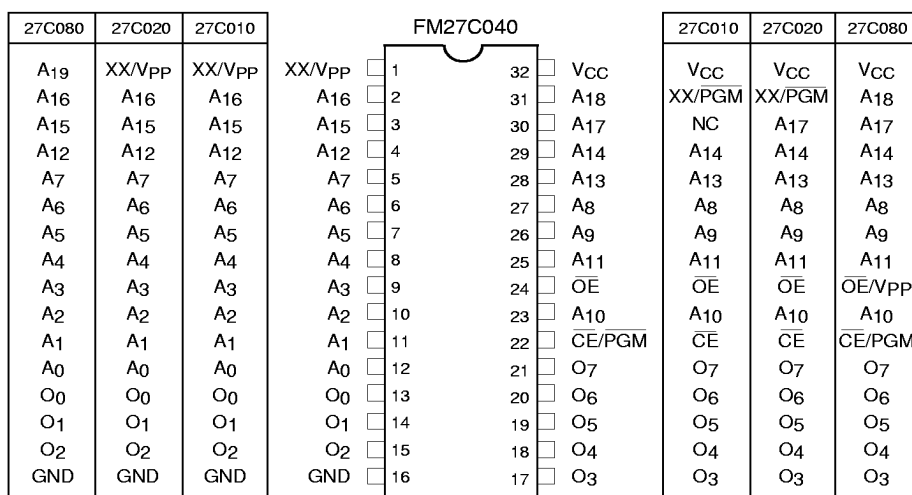 27C080 27C020 27C010 FM27C040 27C010 27C020 27C080
A19 XX/VPP XX/VPP XX/VPP 1 32 VCC VCC VCC VCC
A16 A16 A16 A16 2 31 A18 XX/PGM XX/PGM A18
A15 A15 A15 A15 3 30 A17 NC A17 A17
A12 A12 A12 A12 4 29 A14 A14 A14 A14
A7 A7 A7 A7 5 28 A13 A13 A13 A13
A6 A6 A6 A6 6 27 A8 A8 A8 A8
A5 A5 A5 A5 7 26 A9 A9 A9 A9
A4 A4 A4 A4 8 25 A11 A11 A11 A11
A3 A3 A3 A3 9 24 OE OE OE OE/VPP
A2 A2 A2 A2 10 23 A10 A10 A10 A10
A1 A1 A1 A1 11 22 CE/PGM CE CE CE/PGM
A0 A0 A0 A0 12 21 O7 O7 O7 O7
O0 O0 O0 O0 13 20 O6 O6 O6 O6
O1 O1 O1 O1 14 19 O5 O5 O5 O5
O2 O2 O2 O2 15 18 O4 O4 O4 O4
GND GND GND GND 16 17 O3 O3 O3 O3